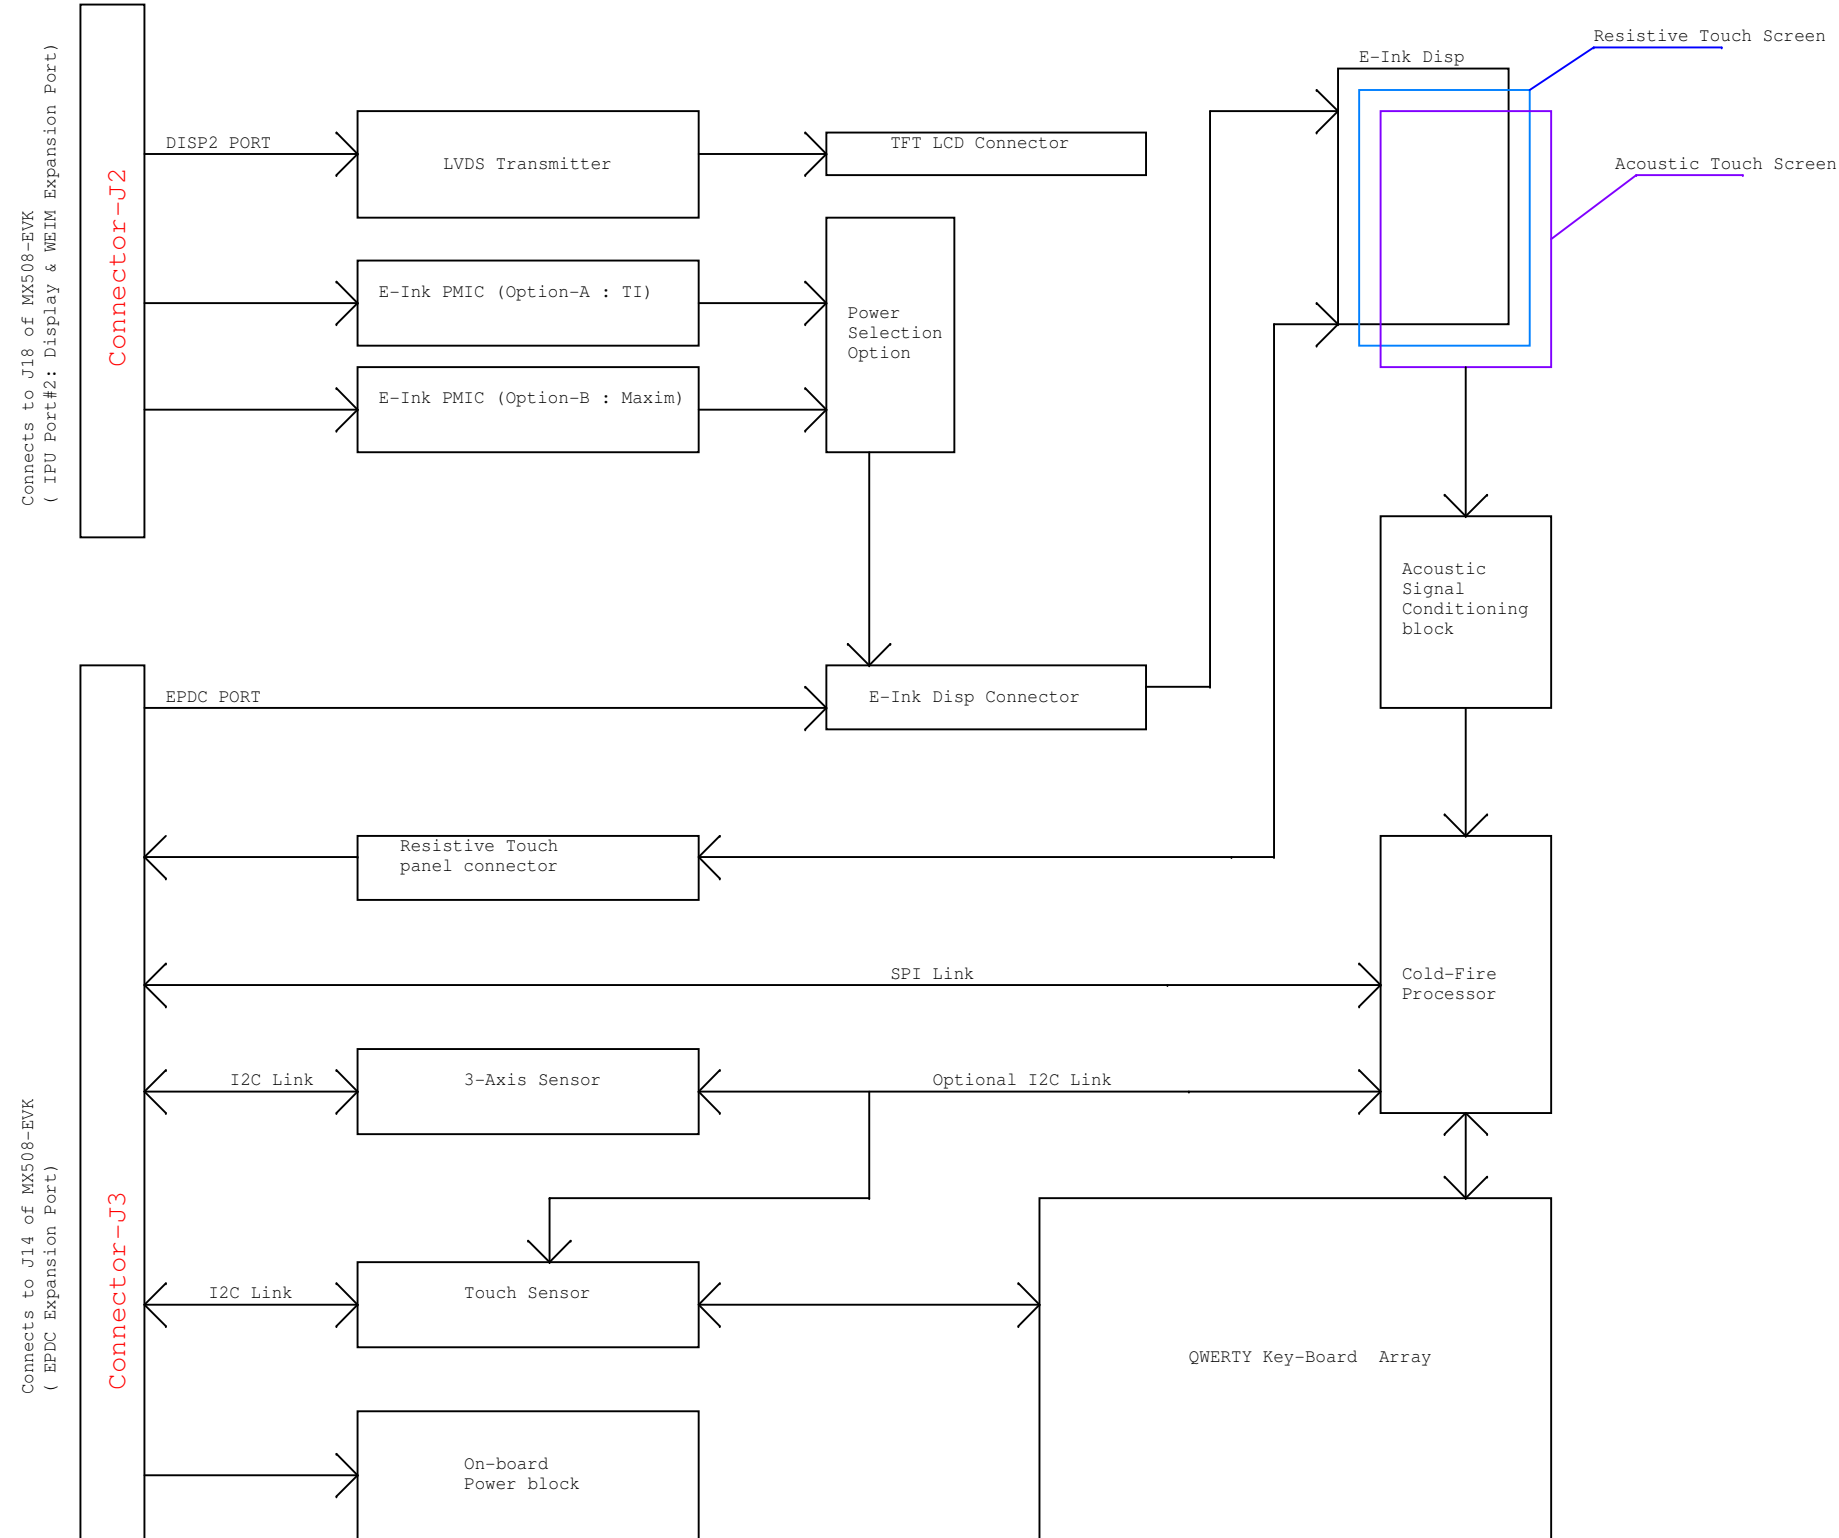 Resistive Touch Screen
E-Ink Disp
Acoustic Touch Screen
Connects to J18 of MX508-EVK
( IPU Port#2: Display & WEIM Expansion Port)
Connector-J2
DISP2 PORT
LVDS Transmitter
TFT LCD Connector
E-Ink PMIC (Option-A : TI)
Power
Selection
Option
E-Ink PMIC (Option-B : Maxim)
Acoustic
Signal
Conditioning
block
EPDC PORT
E-Ink Disp Connector
Resistive Touch
panel connector
SPI Link
Cold-Fire
Processor
I2C Link
3-Axis Sensor
Optional I2C Link
Connects to J14 of MX508-EVK
( EPDC Expansion Port)
Connector-J3
I2C Link
Touch Sensor
QWERTY Key-Board  Array
On-board
Power block